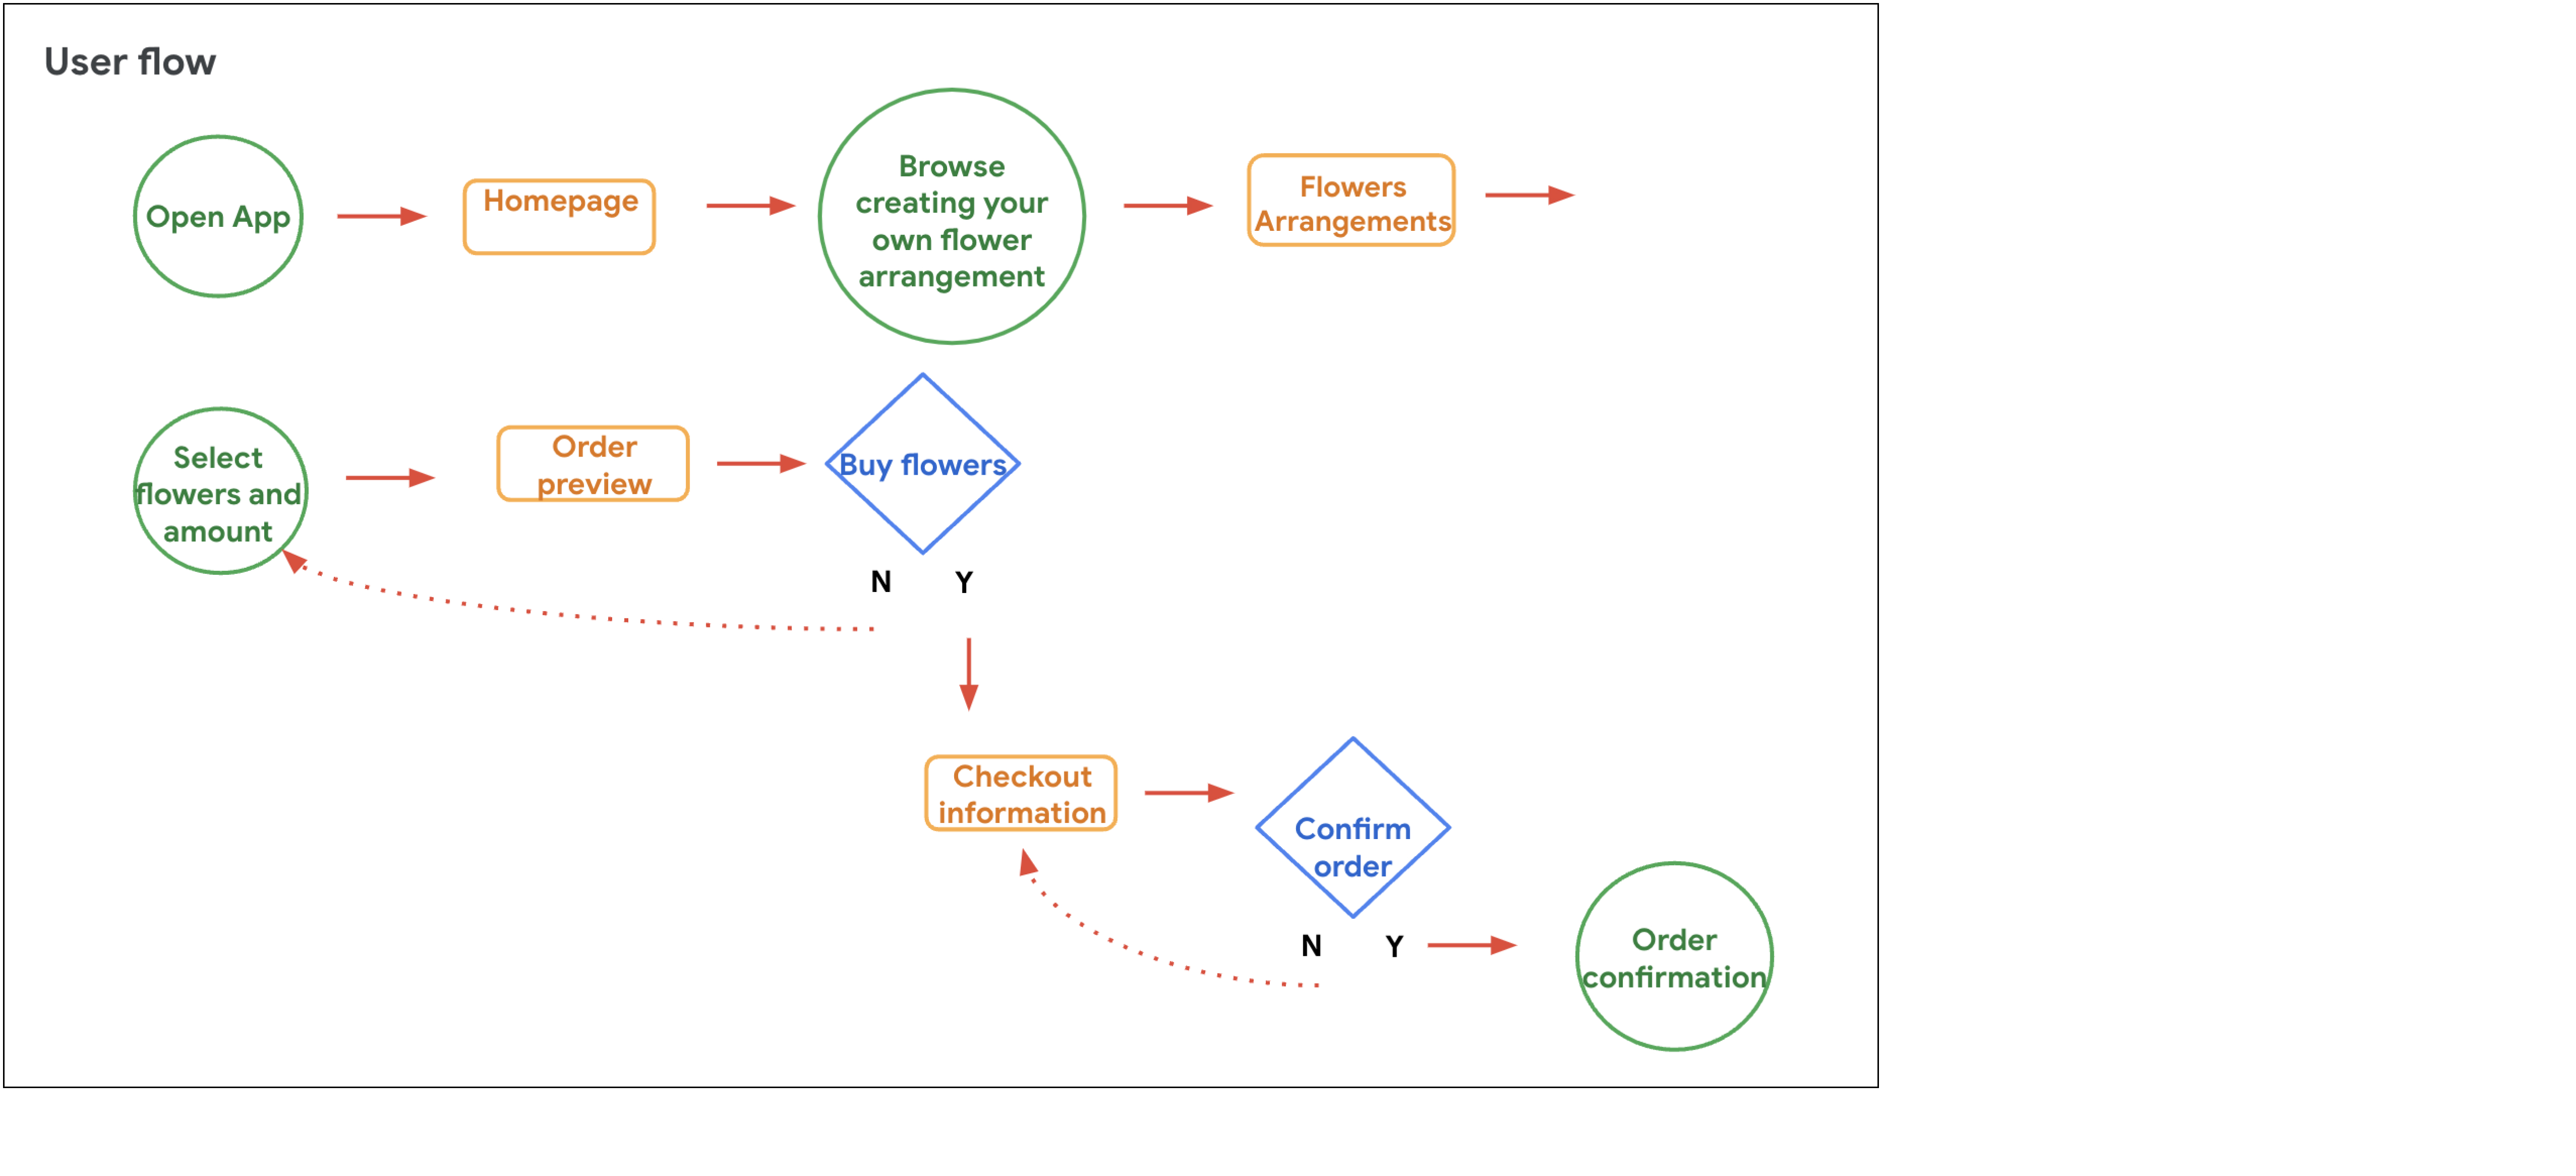 User flow
Open App
Homepage
Browse
creating your
own flower
arrangement
Flowers
Arrangements
Select
flowers and
amount
Order
preview
Buy flowers
N
Y
Checkout
information
Confirm
order
N
Y
Order
confirmation